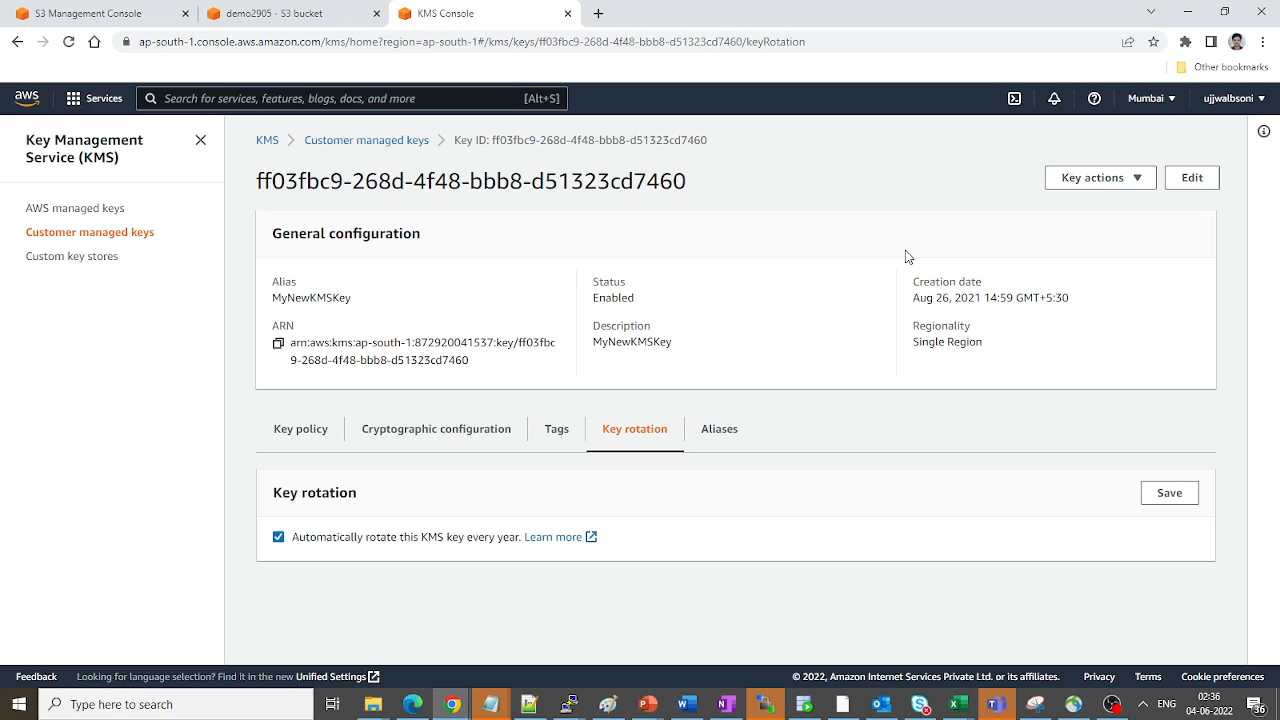 S3 Management Console
demo2905 - S3 bucket
KMS Console
ap-south-1.console.aws.amazon.com/kms/home?region=ap-south-1#/kms/keys/ff03fbc9-268d-4f48-bbb8-d51323cd7460/keyRotation
Other bookmarks
aws
Services
Search for services, features, blogs, docs, and more
[Alt+S]
Mumbai
ujjwalbsoni
Key Management
Service (KMS)
AWS managed keys
Customer managed keys
Custom key stores
KMS
Customer managed keys
Key ID: ff03fbc9-268d-4f48-bbb8-d51323cd7460
ff03fbc9-268d-4f48-bbb8-d51323cd7460
Key actions
Edit
General configuration
Alias
MyNewKMSKey
ARN
arn:aws:kms:ap-south-1:872920041537:key/ff03fbc
9-268d-4f48-bbb8-d51323cd7460
Status
Enabled
Description
MyNewKMSKey
Creation date
Aug 26, 2021 14:59 GMT+5:30
Regionality
Single Region
Key policy
Cryptographic configuration
Tags
Key rotation
Aliases
Key rotation
Save
Automatically rotate this KMS key every year. Learn more
Feedback
Looking for language selection? Find it in the new Unified Settings
© 2022, Amazon Internet Services Private Ltd. or its affiliates.
Privacy
Terms
Cookie preferences
Type here to search
ENG
02:36
04-06-2022